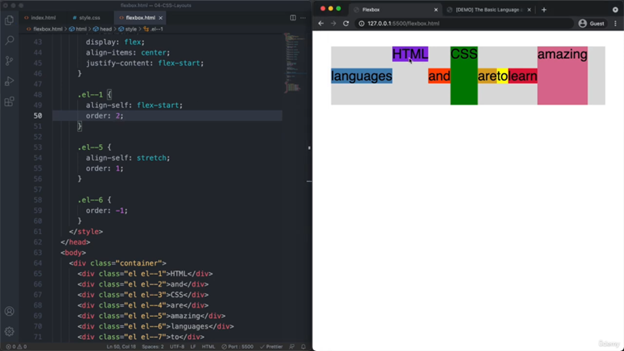 index.html
style.css
flexbox.html
flexbox.html — 04-CSS-Layouts
flexbox.html > html > head > style > .el--1
43 display: flex;
44 align-items: center;
45 justify-content: flex-start;
46 }
47
48 .el--1 {
49 align-self: flex-start;
50 order: 2;
51 }
52
53 .el--5 {
54 align-self: stretch;
55 order: 1;
56 }
57
58 .el--6 {
59 order: -1;
60 }
61 </style>
62 </head>
63 <body>
64 <div class="container">
65 <div class="el el--1">HTML</div>
66 <div class="el el--2">and</div>
67 <div class="el el--3">CSS</div>
68 <div class="el el--4">are</div>
69 <div class="el el--5">amazing</div>
70 <div class="el el--6">languages</div>
71 <div class="el el--7">to</div>
Spaces: 2
UTF-8
LF
HTML
Port : 5500
Prettier
Flexbox
[DEMO] The Basic Language
127.0.0.1:5500/flexbox.html
Guest
HTML CSS amazing
languages and are to learn
Udemy